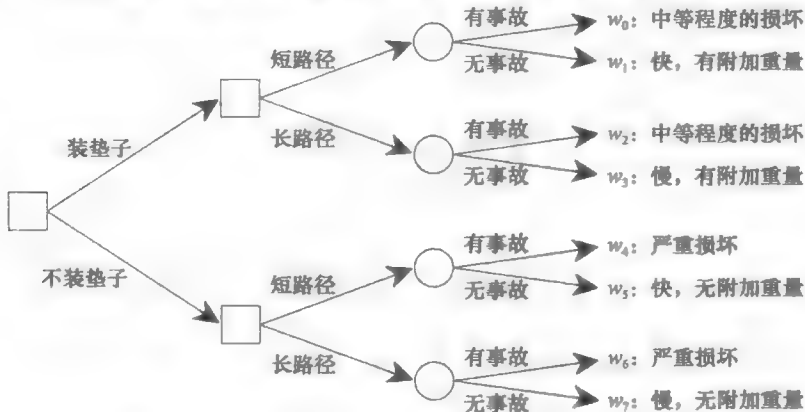 有事故 w₀: 中等程度的损坏
短路径
无事故 w₁: 快，有附加重量
装垫子
有事故 w₂: 中等程度的损坏
长路径
无事故 w₃: 慢，有附加重量
有事故 w₄: 严重损坏
不装垫子
短路径
无事故 w₅: 快，无附加重量
有事故 w₆: 严重损坏
长路径
无事故 w₇: 慢，无附加重量